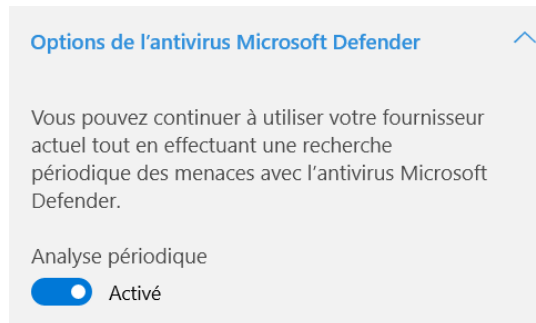 Options de l’antivirus Microsoft Defender
Vous pouvez continuer à utiliser votre fournisseur
actuel tout en effectuant une recherche
périodique des menaces avec l’antivirus Microsoft
Defender.
Analyse périodique
Activé